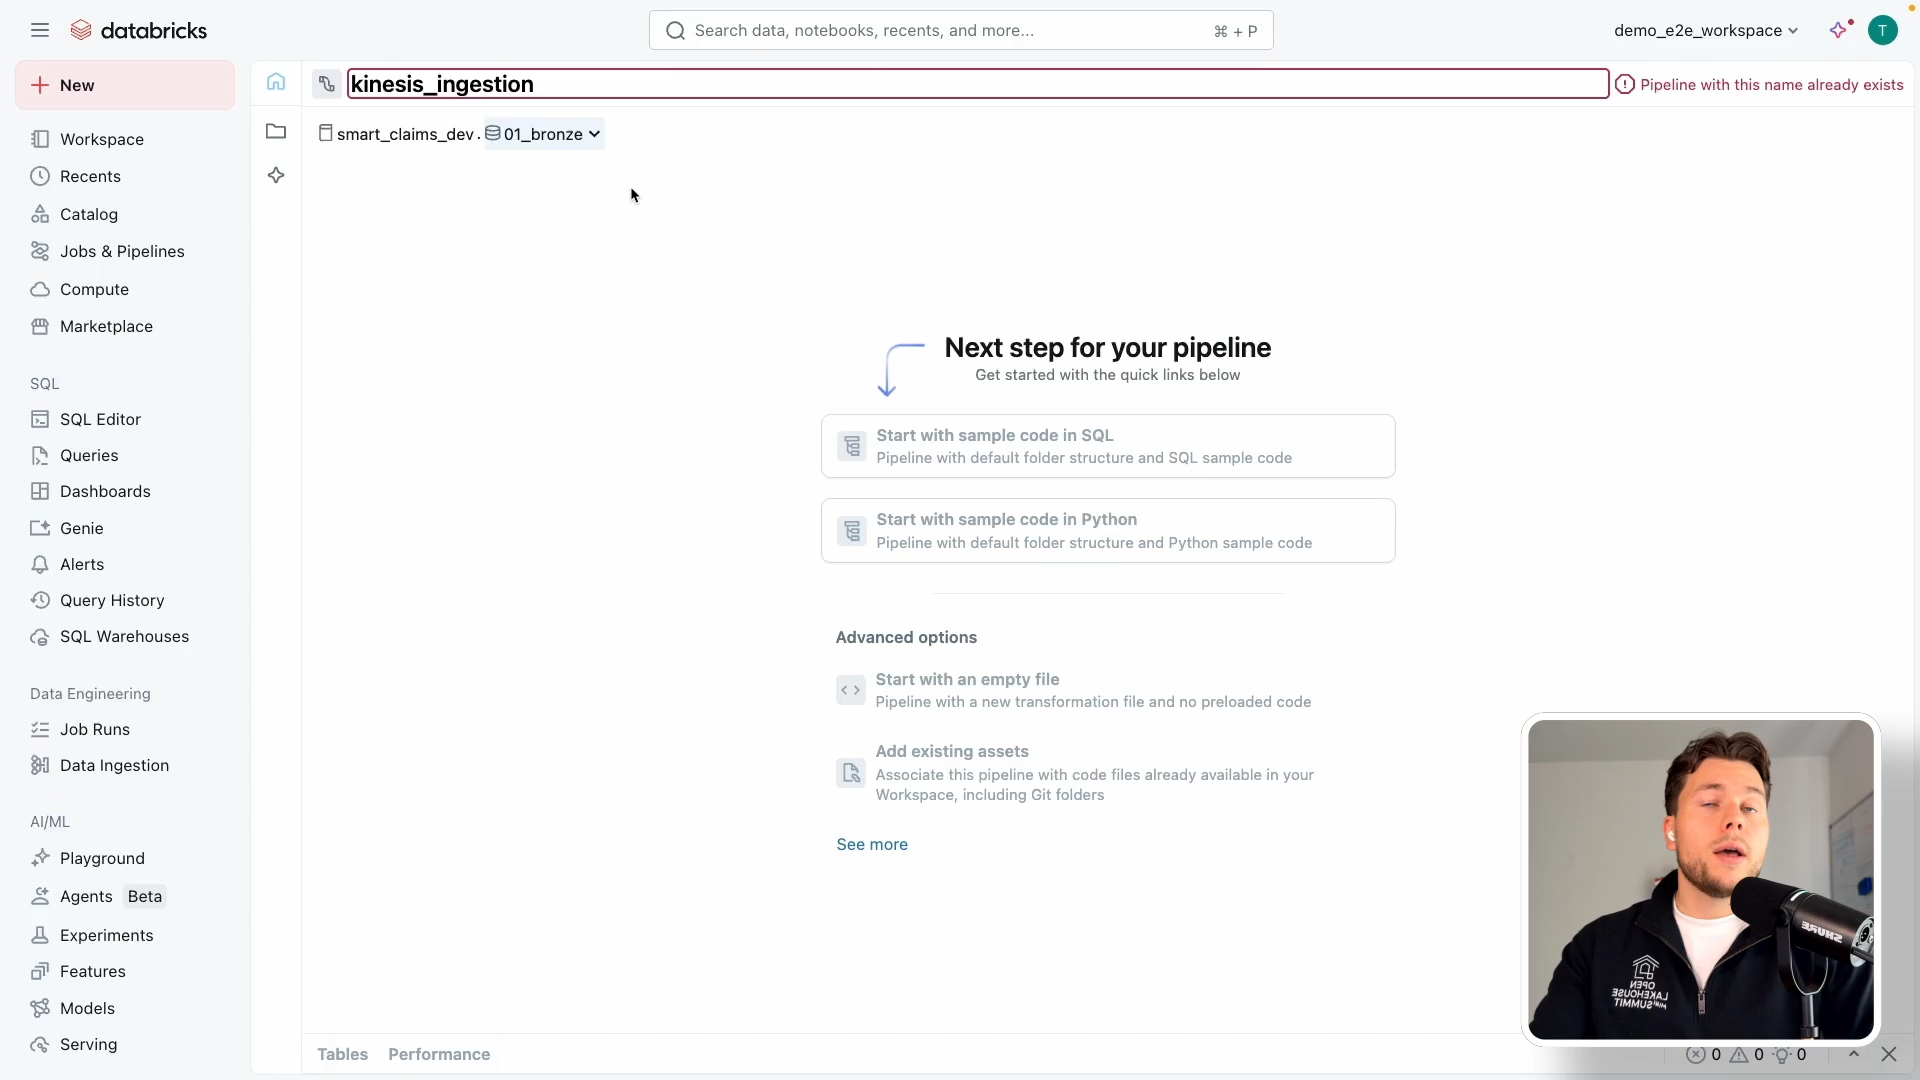 databricks
Search data, notebooks, recents, and more...
⌘ + P
demo_e2e_workspace
T
New
kinesis_ingestion
Pipeline with this name already exists
smart_claims_dev . 01_bronze
Workspace
Recents
Catalog
Jobs & Pipelines
Compute
Marketplace
SQL
SQL Editor
Queries
Dashboards
Genie
Alerts
Query History
SQL Warehouses
Data Engineering
Job Runs
Data Ingestion
AI/ML
Playground
Agents Beta
Experiments
Features
Models
Serving
Next step for your pipeline
Get started with the quick links below
Start with sample code in SQL
Pipeline with default folder structure and SQL sample code
Start with sample code in Python
Pipeline with default folder structure and Python sample code
Advanced options
Start with an empty file
Pipeline with a new transformation file and no preloaded code
Add existing assets
Associate this pipeline with code files already available in your
Workspace, including Git folders
See more
SHURE
OPEN
LAKEHOUSE
MINI SUMMIT
Tables Performance
0 0 0